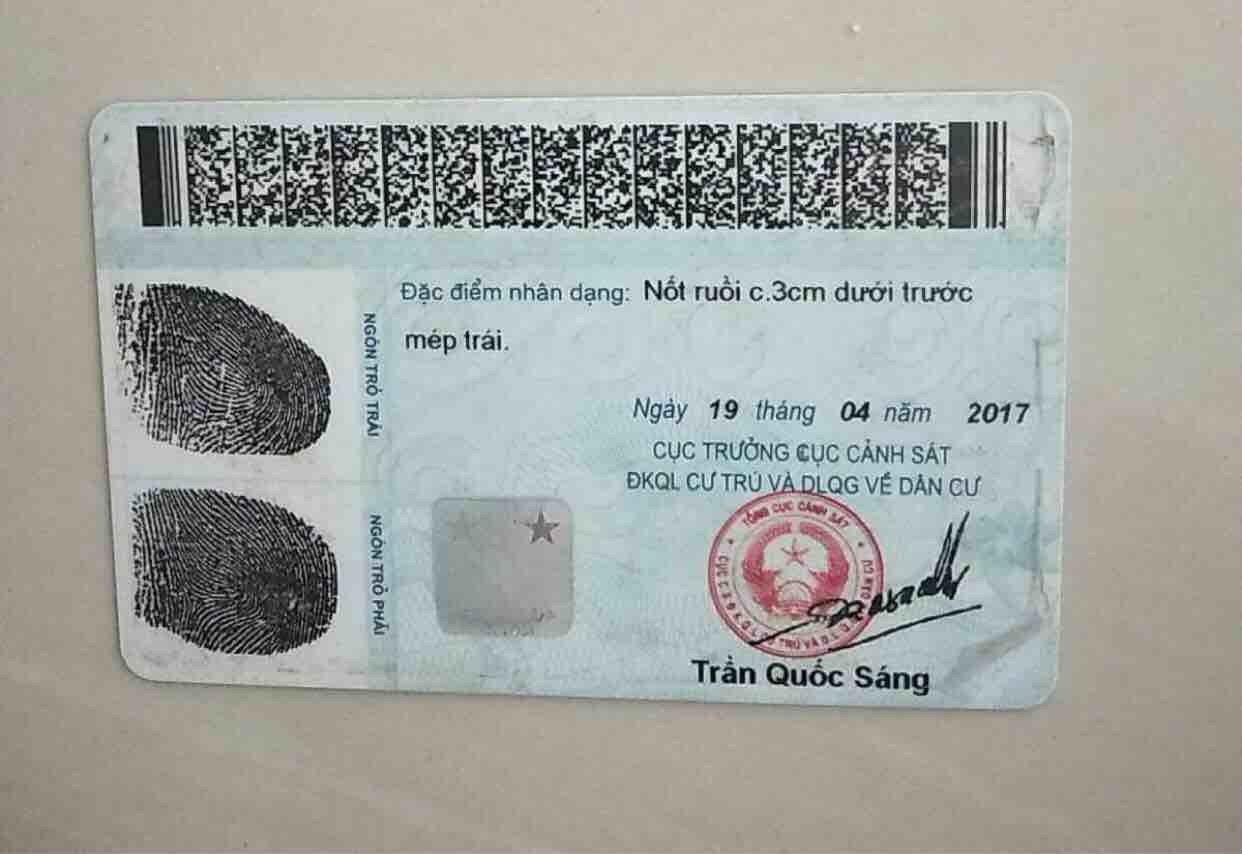 Đặc điểm nhân dạng: Nốt ruồi c.3cm dưới trước
mép trái.
NGÓN TRỎ TRÁI
Ngày 19 tháng 04 năm 2017
CỤC TRƯỞNG CỤC CẢNH SÁT
ĐKQL CƯ TRÚ VÀ DLQG VỀ DÂN CƯ
NGÓN TRỎ PHẢI
TỔNG CỤC CẢNH SÁT
Trần Quốc Sáng